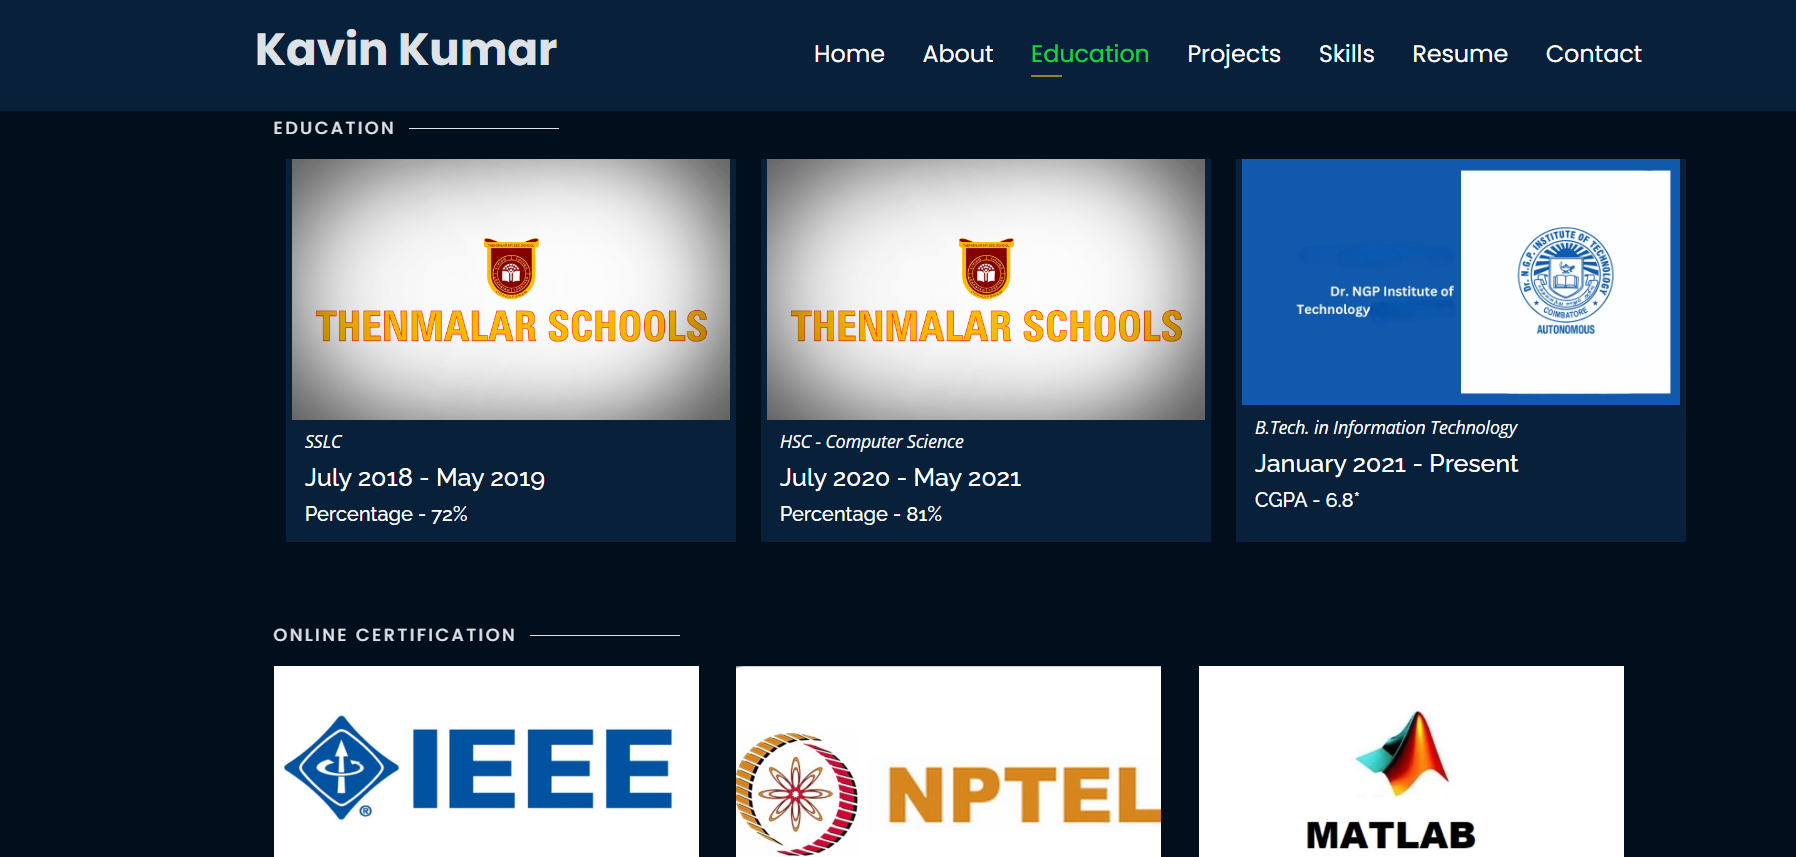 Kavin Kumar
Home About Education Projects Skills Resume Contact
EDUCATION
THENMALAR SCHOOLS
SSLC
July 2018 - May 2019
Percentage - 72%
THENMALAR SCHOOLS
HSC - Computer Science
July 2020 - May 2021
Percentage - 81%
Dr. NGP Institute of
Technology
Dr. N.G.P. INSTITUTE OF TECHNOLOGY
COIMBATORE
AUTONOMOUS
B.Tech. in Information Technology
January 2021 - Present
CGPA - 6.8*
ONLINE CERTIFICATION
IEEE
®
NPTEL
MATLAB